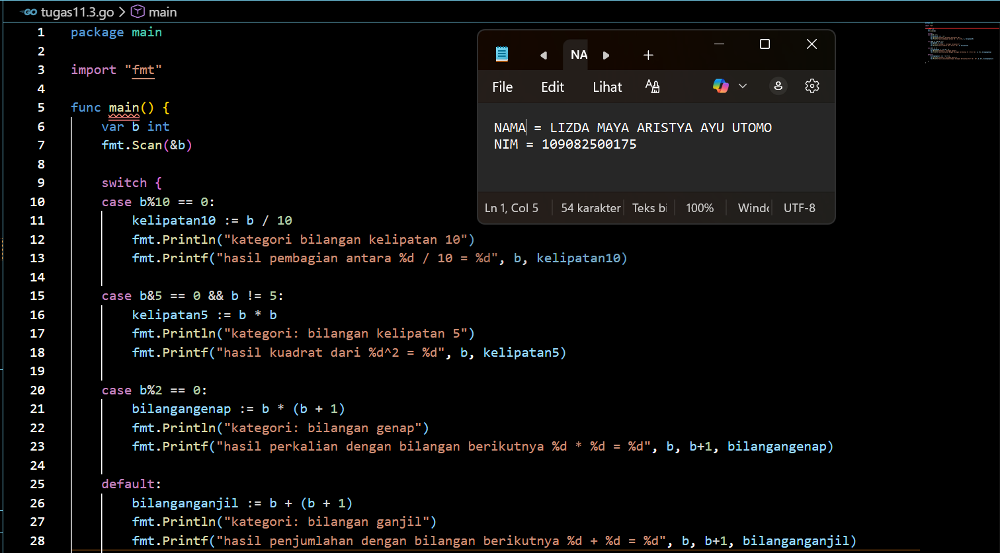 GO tugas11.3.go > main
1 package main
2
3 import "fmt"
4
5 func main() {
6     var b int
7     fmt.Scan(&b)
8
9     switch {
10     case b%10 == 0:
11         kelipatan10 := b / 10
12         fmt.Println("kategori bilangan kelipatan 10")
13         fmt.Printf("hasil pembagian antara %d / 10 = %d", b, kelipatan10)
14
15     case b&5 == 0 && b != 5:
16         kelipatan5 := b * b
17         fmt.Println("kategori: bilangan kelipatan 5")
18         fmt.Printf("hasil kuadrat dari %d^2 = %d", b, kelipatan5)
19
20     case b%2 == 0:
21         bilangangenap := b * (b + 1)
22         fmt.Println("kategori: bilangan genap")
23         fmt.Printf("hasil perkalian dengan bilangan berikutnya %d * %d = %d", b, b+1, bilangangenap)
24
25     default:
26         bilanganganjil := b + (b + 1)
27         fmt.Println("kategori: bilangan ganjil")
28         fmt.Printf("hasil penjumlahan dengan bilangan berikutnya %d + %d = %d", b, b+1, bilanganganjil)
NA
File Edit Lihat
NAMA = LIZDA MAYA ARISTYA AYU UTOMO
NIM = 109082500175
Ln 1, Col 5 54 karakter Teks bi 100% Windo UTF-8